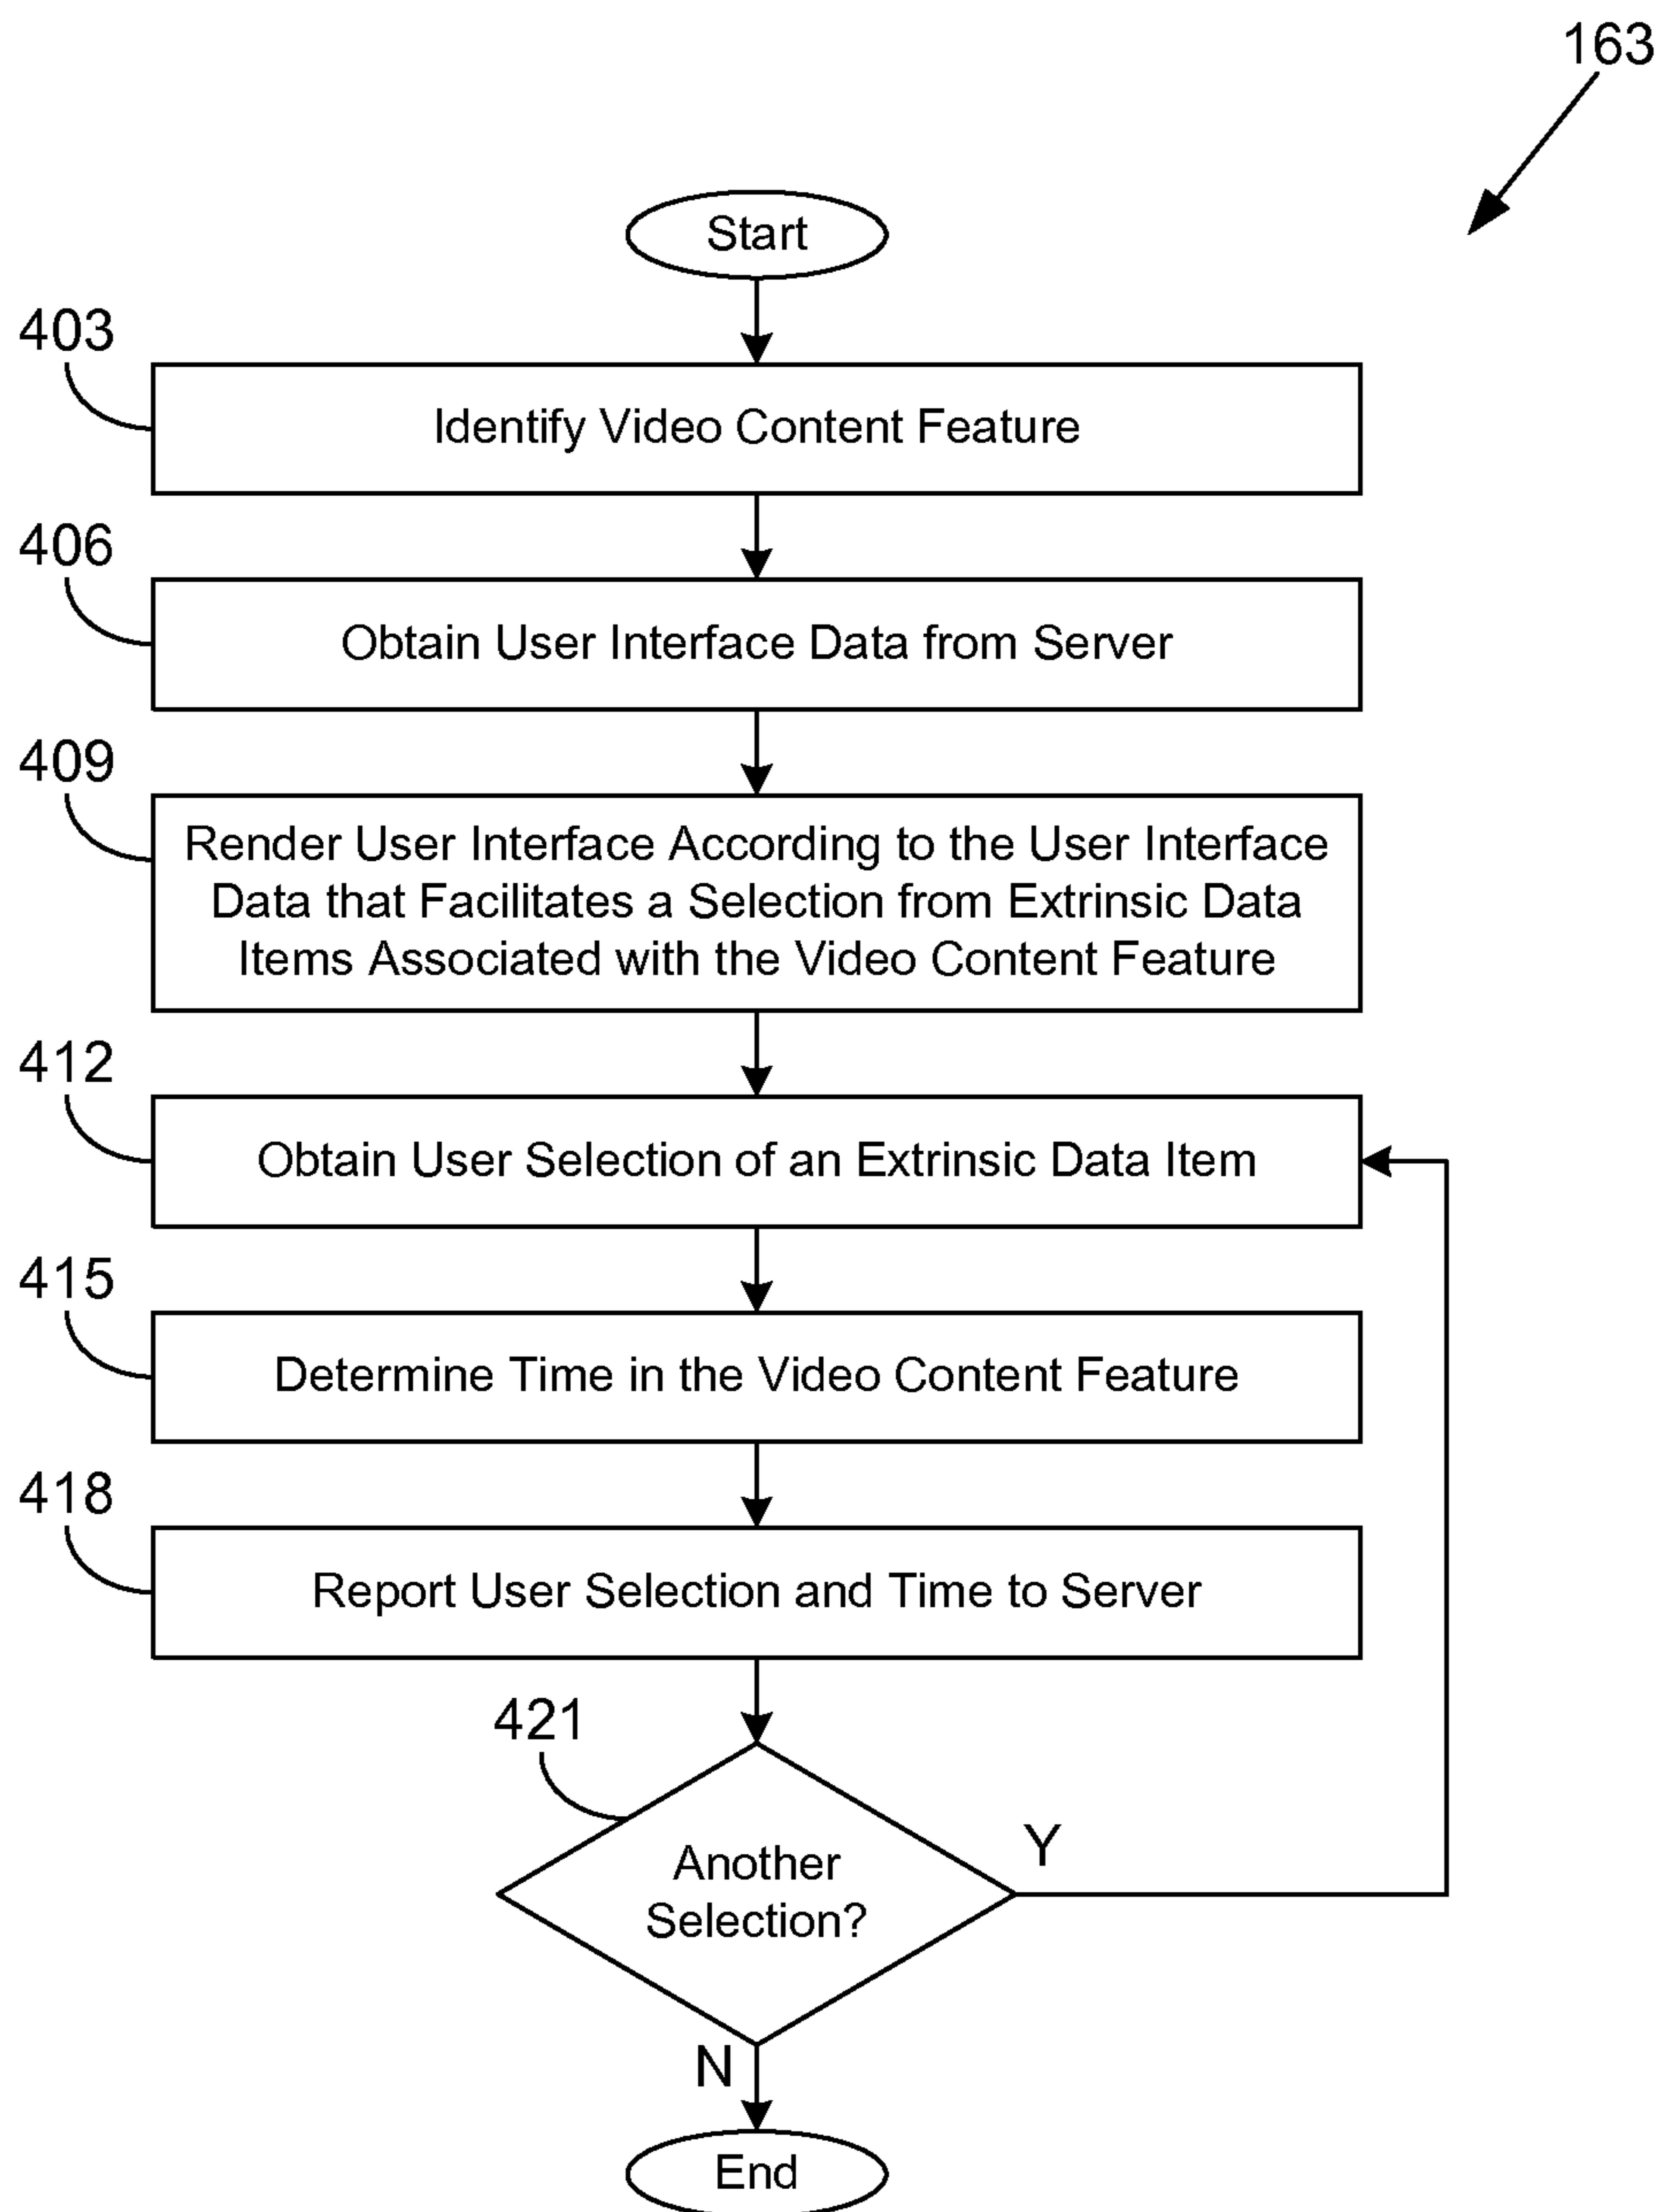 163
Start
403
Identify Video Content Feature
406
Obtain User Interface Data from Server
409
Render User Interface According to the User Interface
Data that Facilitates a Selection from Extrinsic Data
Items Associated with the Video Content Feature
412
Obtain User Selection of an Extrinsic Data Item
415
Determine Time in the Video Content Feature
418
Report User Selection and Time to Server
421
Another
Selection?
Y
N
End